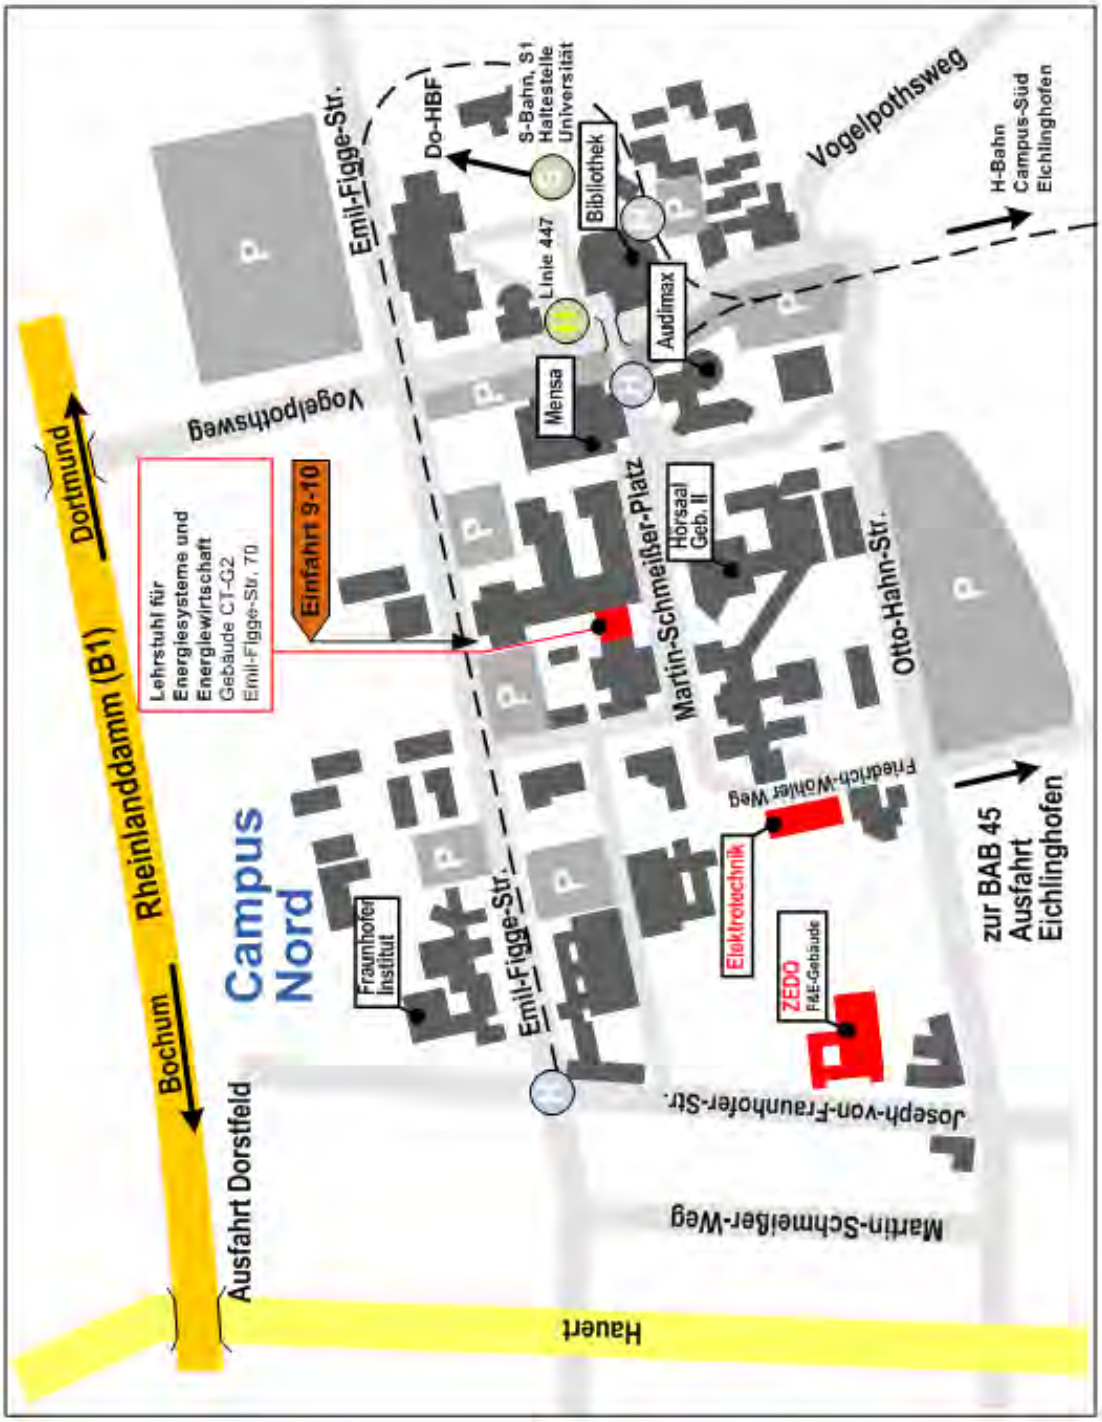 Rheinlanddamm (B1)
Dortmund
Bochum
Ausfahrt Dorstfeld
Hauert
Campus
Nord
Lehrstuhl für
Energiesysteme und
Energiewirtschaft
Gebäude CT-G2
Emil-Figge-Str. 70
Einfahrt 9-10
Vogelpothsweg
Emil-Figge-Str.
Do-HBF
S-Bahn, S1
Haltestelle
Universität
S
Linie 447
H
Bibliothek
H
Audimax
Mensa
H
Vogelpothsweg
H-Bahn
Campus-Süd
Eichlinghofen
Martin-Schmeißer-Platz
Hörsaal
Geb. II
Otto-Hahn-Str.
Friedrich-Wöhler Weg
Elektrotechnik
ZEDO
F&E-Gebäude
zur BAB 45
Ausfahrt
Eichlinghofen
Fraunhofer
Institut
Emil-Figge-Str.
H
Joseph-von-Fraunhofer-Str.
Martin-Schmeißer-Weg
P
P
P
P
P
P
P
P
P